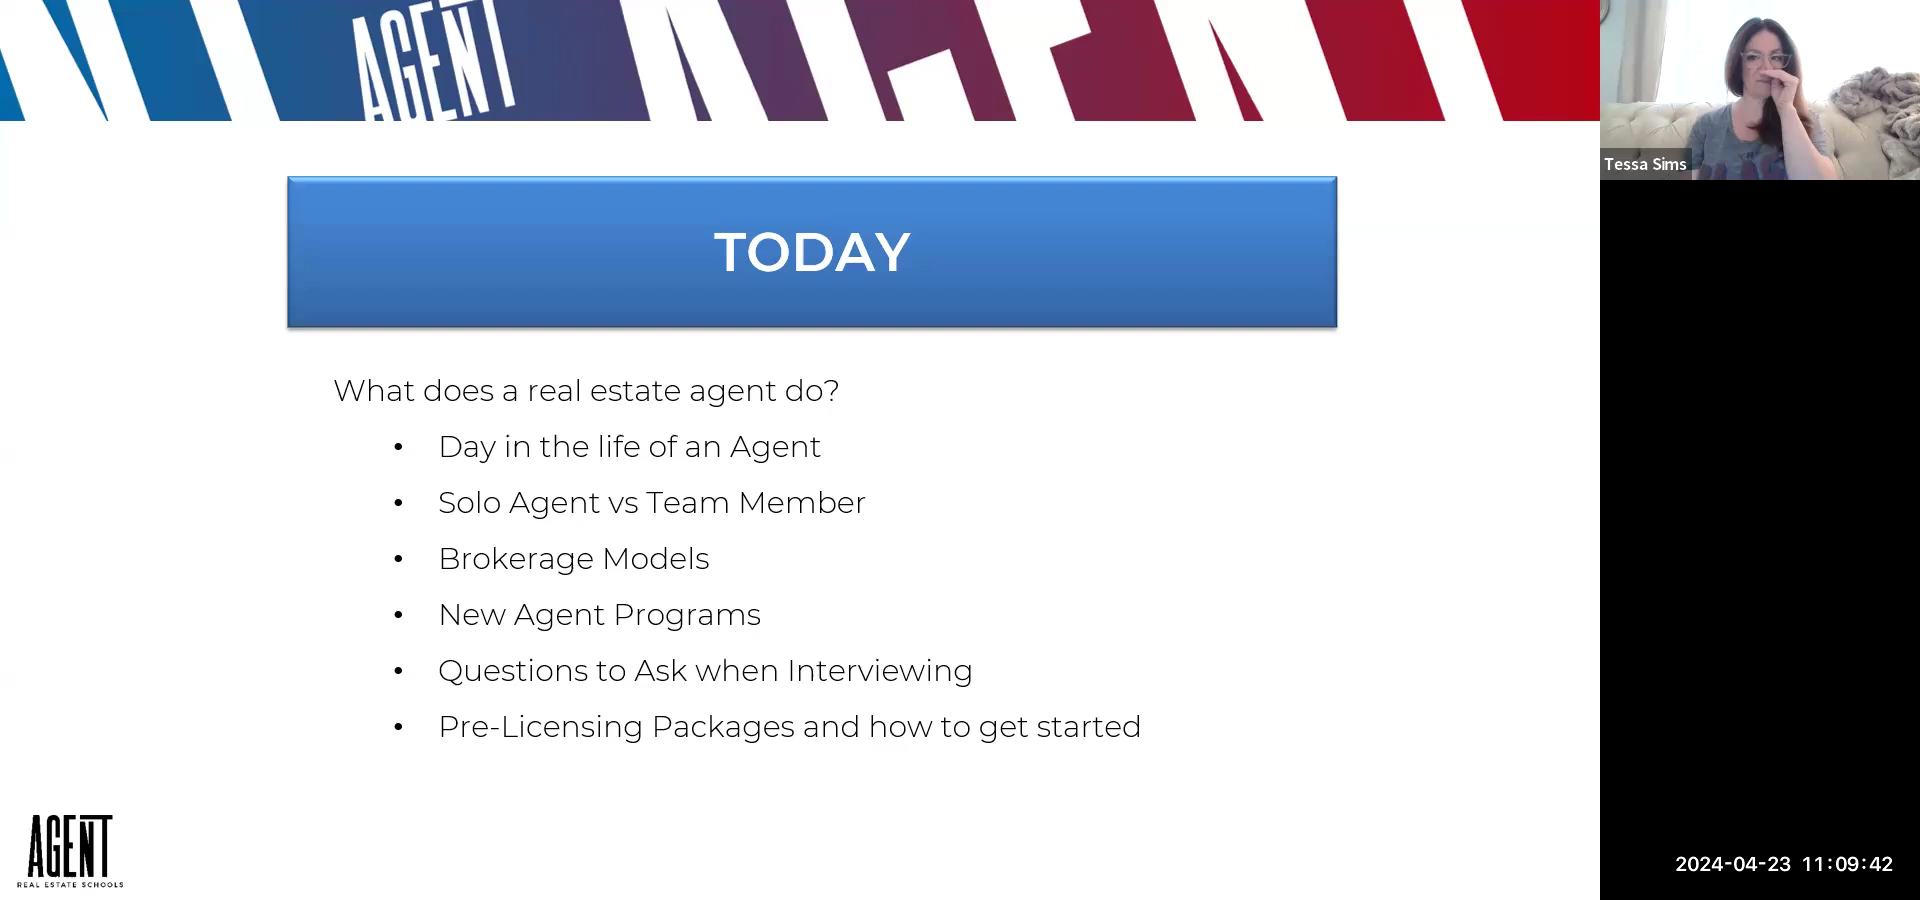 AGENT
TODAY
What does a real estate agent do?
• Day in the life of an Agent
• Solo Agent vs Team Member
• Brokerage Models
• New Agent Programs
• Questions to Ask when Interviewing
• Pre-Licensing Packages and how to get started
AGENT
REAL ESTATE SCHOOLS
Tessa Sims
2024-04-23 11:09:42